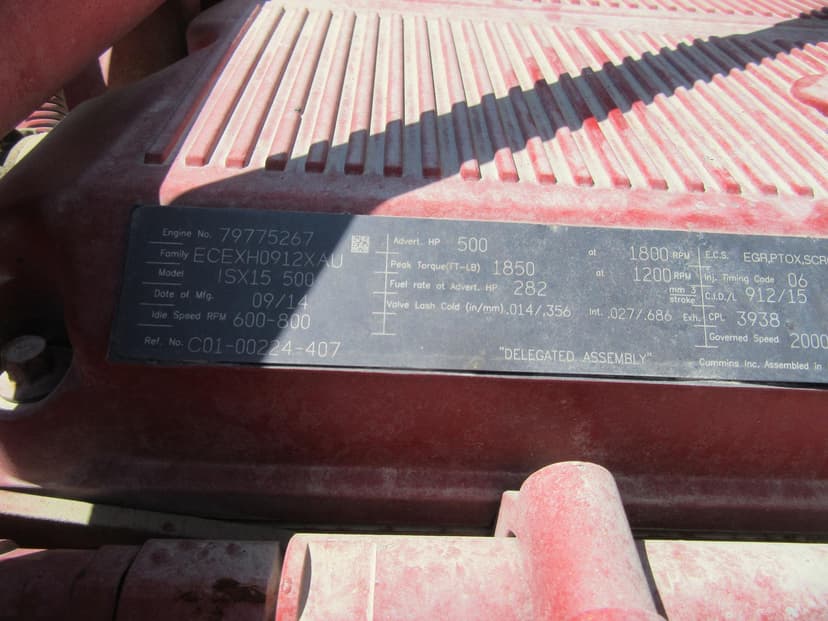 Engine No. 79775267
Family ECEXH0912XAU
Model ISX15 500
Date of Mfg. 09/14
Idle Speed RPM 600-800
Ref. No. C01-00224-407
Advert. HP 500 at 1800 RPM
Peak Torque(FT-LB) 1850 at 1200 RPM
Fuel rate at Advert. HP 282 mm 3 stroke
Valve Lash Cold (in/mm) .014/.356 Int. .027/.686 Exh.
"DELEGATED ASSEMBLY"
E.C.S. EGR,PTOX,SCR
Inj. Timing Code 06
C.I.D./L 912/15
CPL 3938
Governed Speed 2000
Cummins Inc. Assembled in